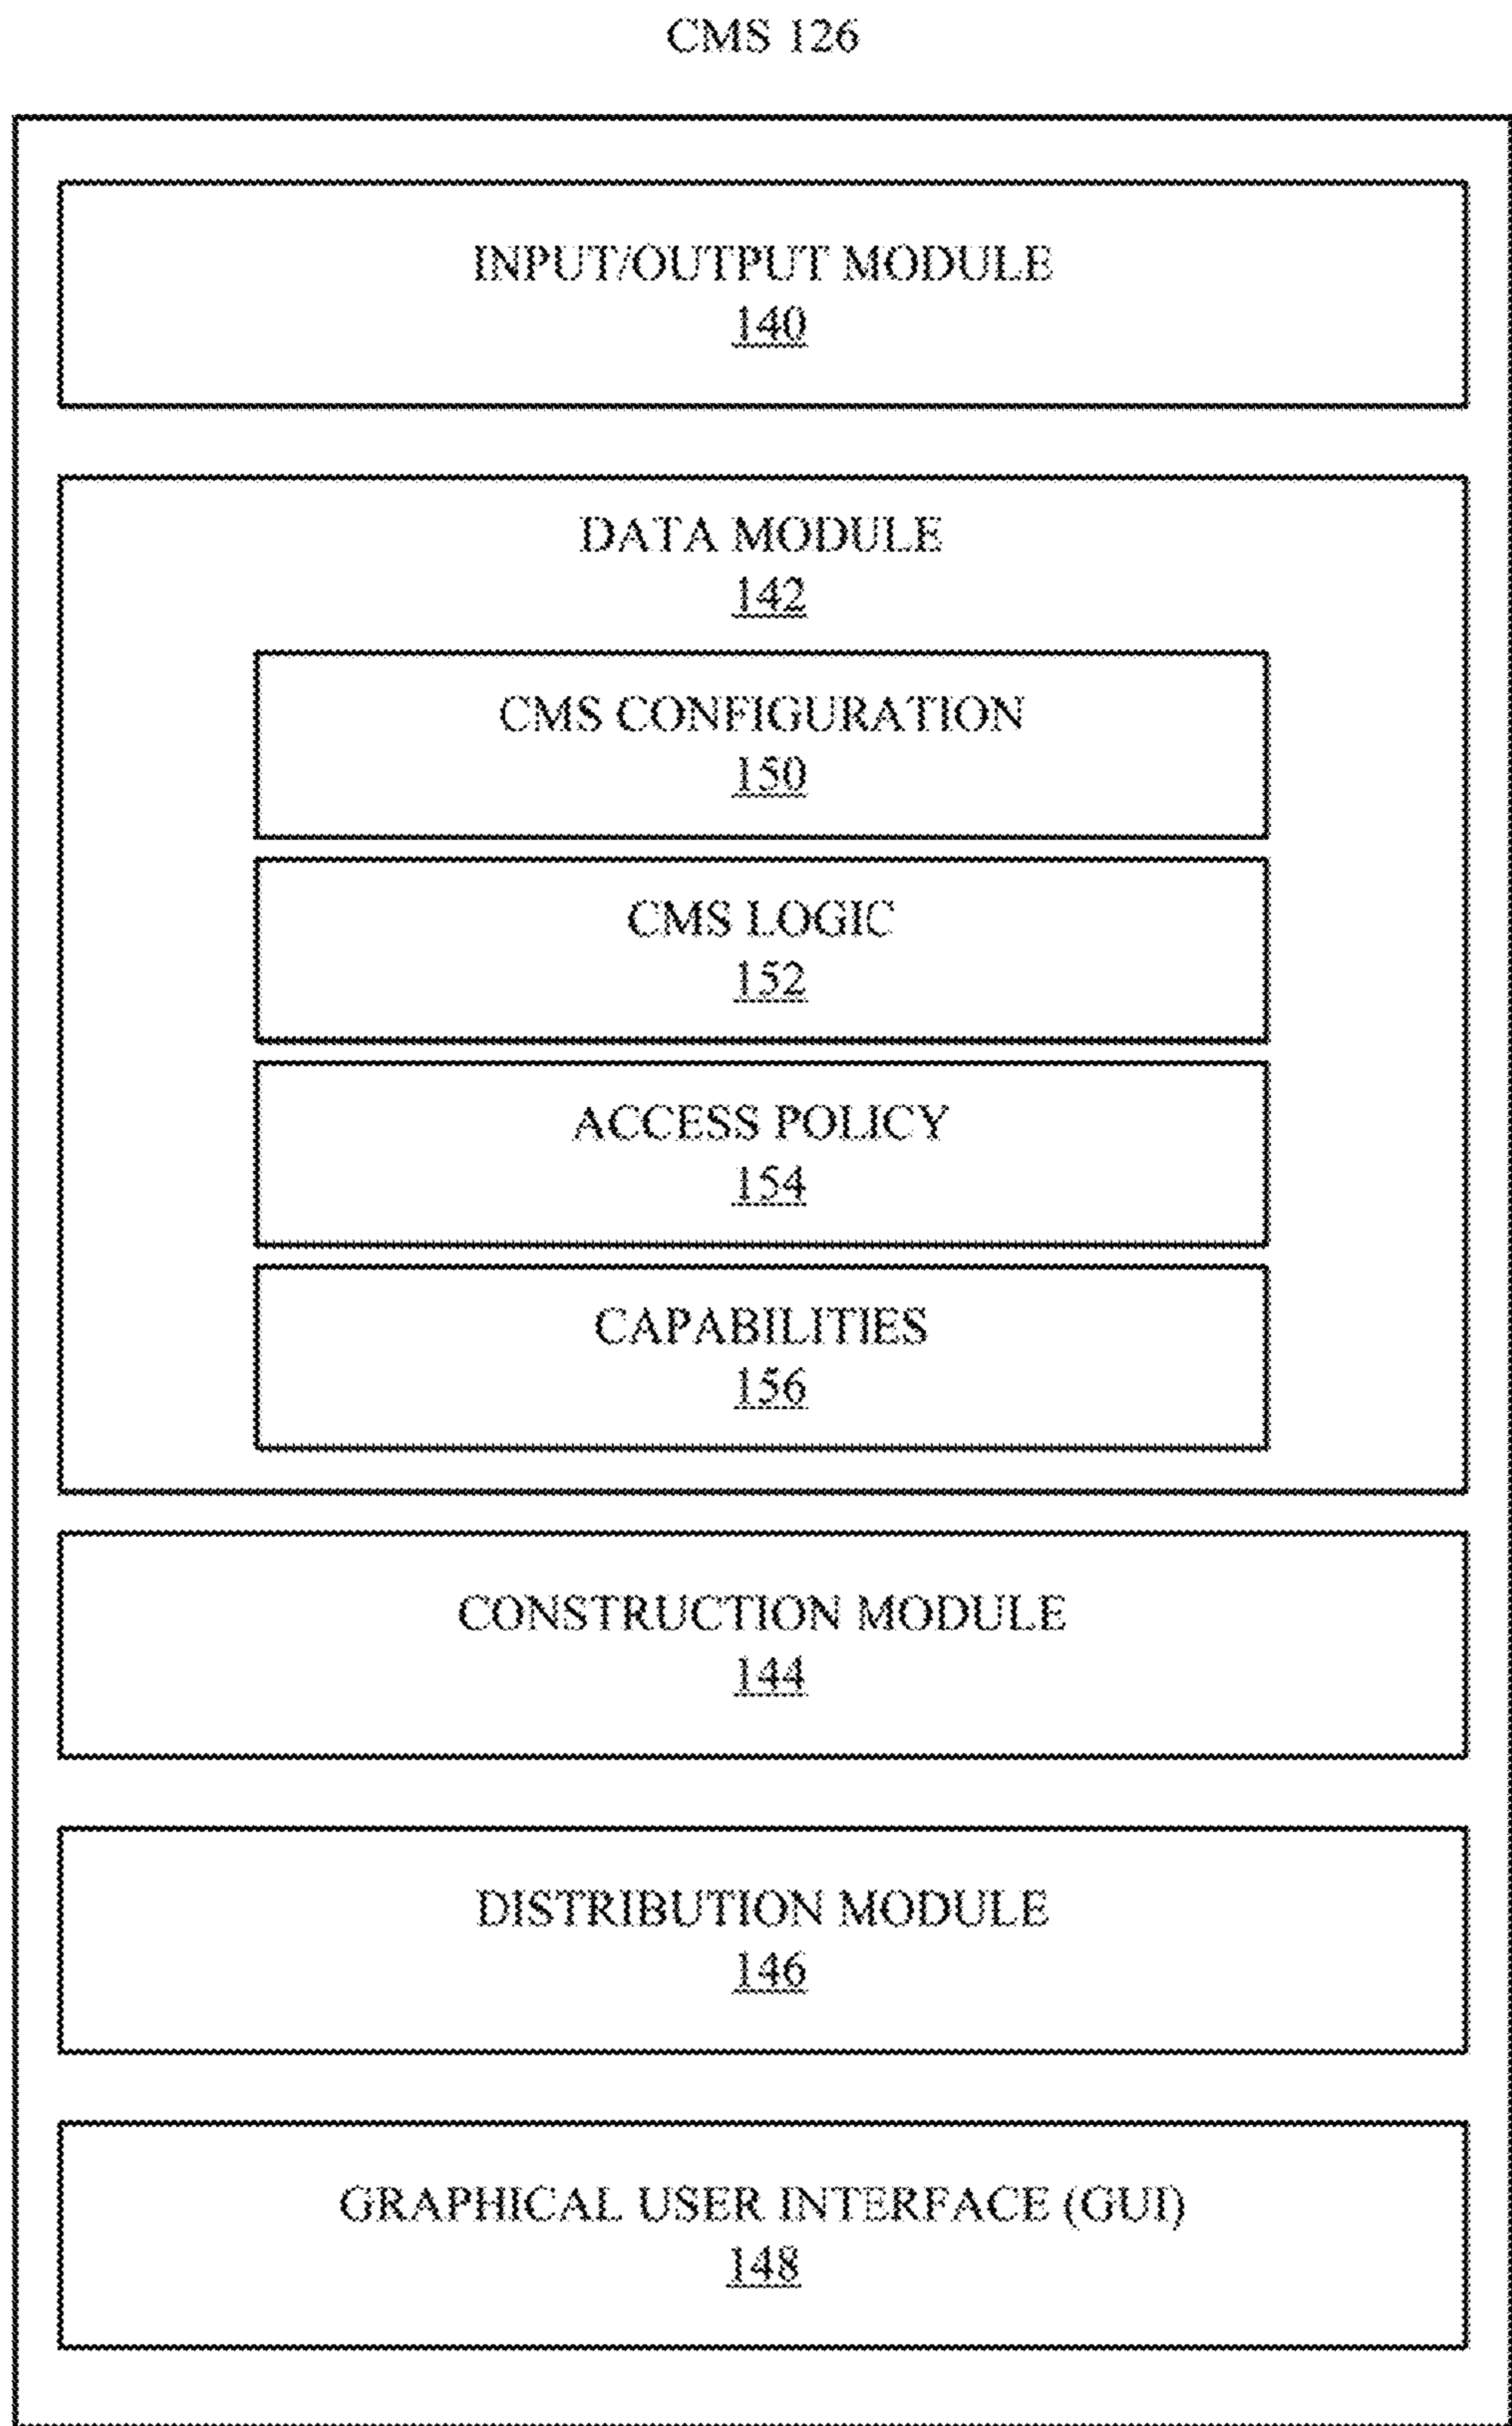 CMS 126
INPUT/OUTPUT MODULE
140
DATA MODULE
142
CMS CONFIGURATION
150
CMS LOGIC
152
ACCESS POLICY
154
CAPABILITIES
156
CONSTRUCTION MODULE
144
DISTRIBUTION MODULE
146
GRAPHICAL USER INTERFACE (GUI)
148